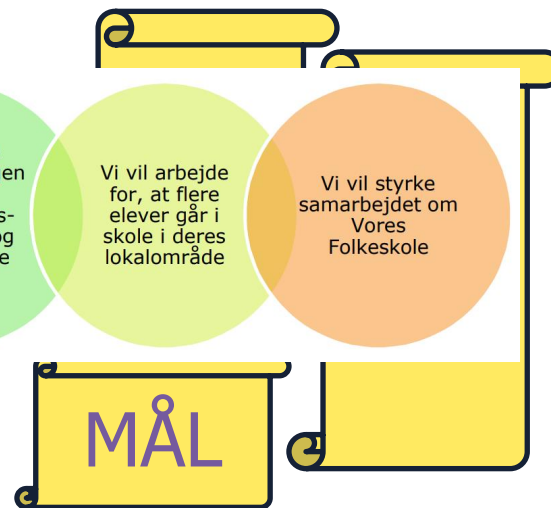 Vi vil arbejde
for, at flere
elever går i
skole i deres
lokalområde
Vi vil styrke
samarbejdet om
Vores
Folkeskole
MÅL